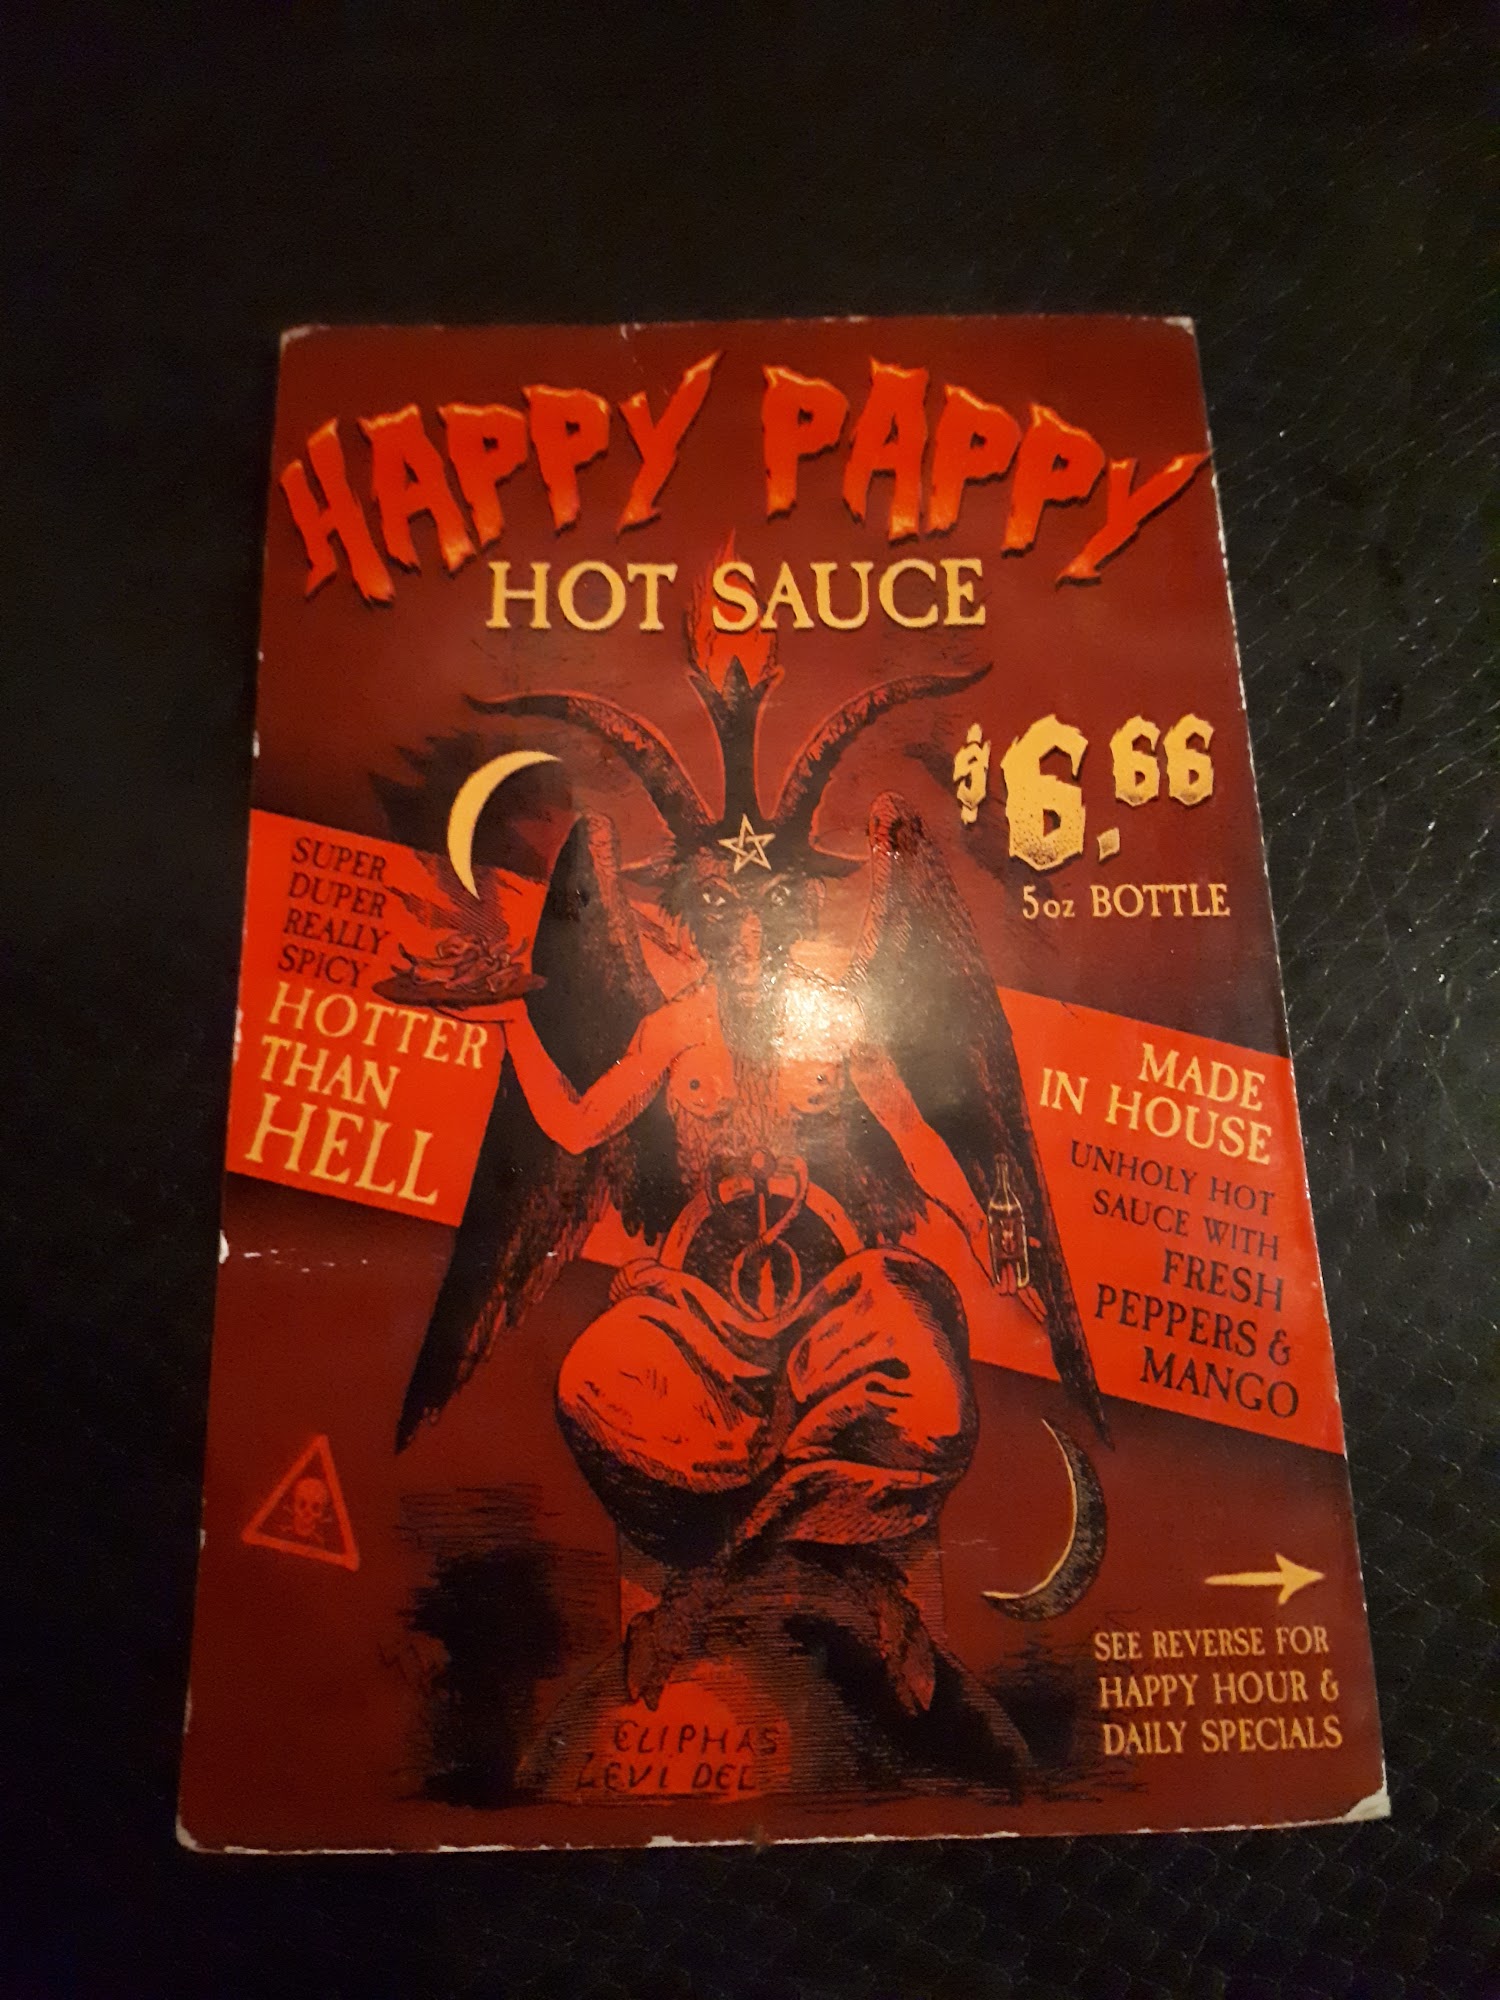 HAPPY PAPPY
HOT SAUCE
$6.66
5oz BOTTLE
SUPER
DUPER
REALLY
SPICY
HOTTER
THAN
HELL
MADE
IN HOUSE
UNHOLY HOT
SAUCE WITH
FRESH
PEPPERS &
MANGO
SEE REVERSE FOR
HAPPY HOUR &
DAILY SPECIALS
ELIPHAS
LEVI DEL